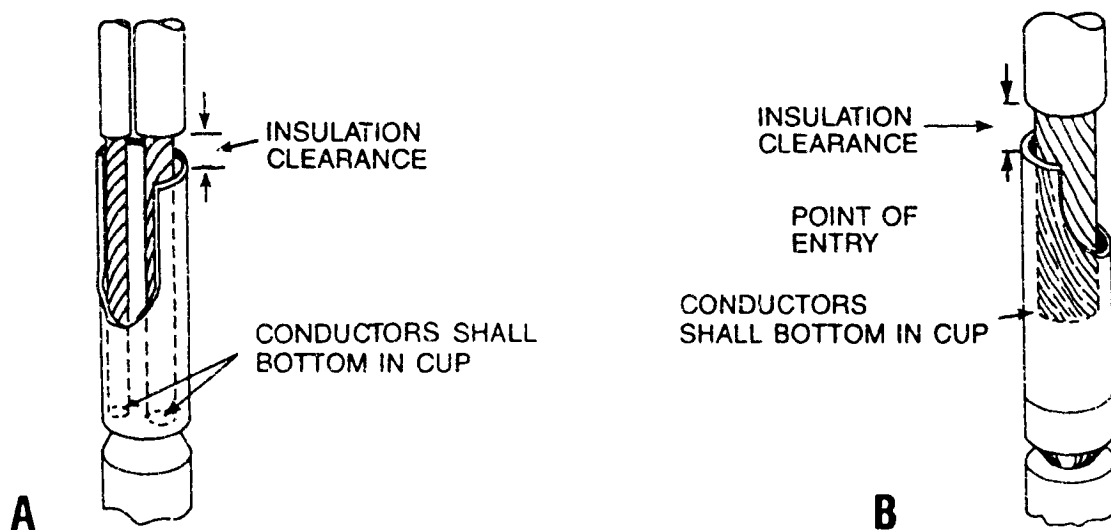 INSULATION
CLEARANCE
CONDUCTORS SHALL
BOTTOM IN CUP
A
INSULATION
CLEARANCE
POINT OF
ENTRY
CONDUCTORS
SHALL BOTTOM IN CUP
B